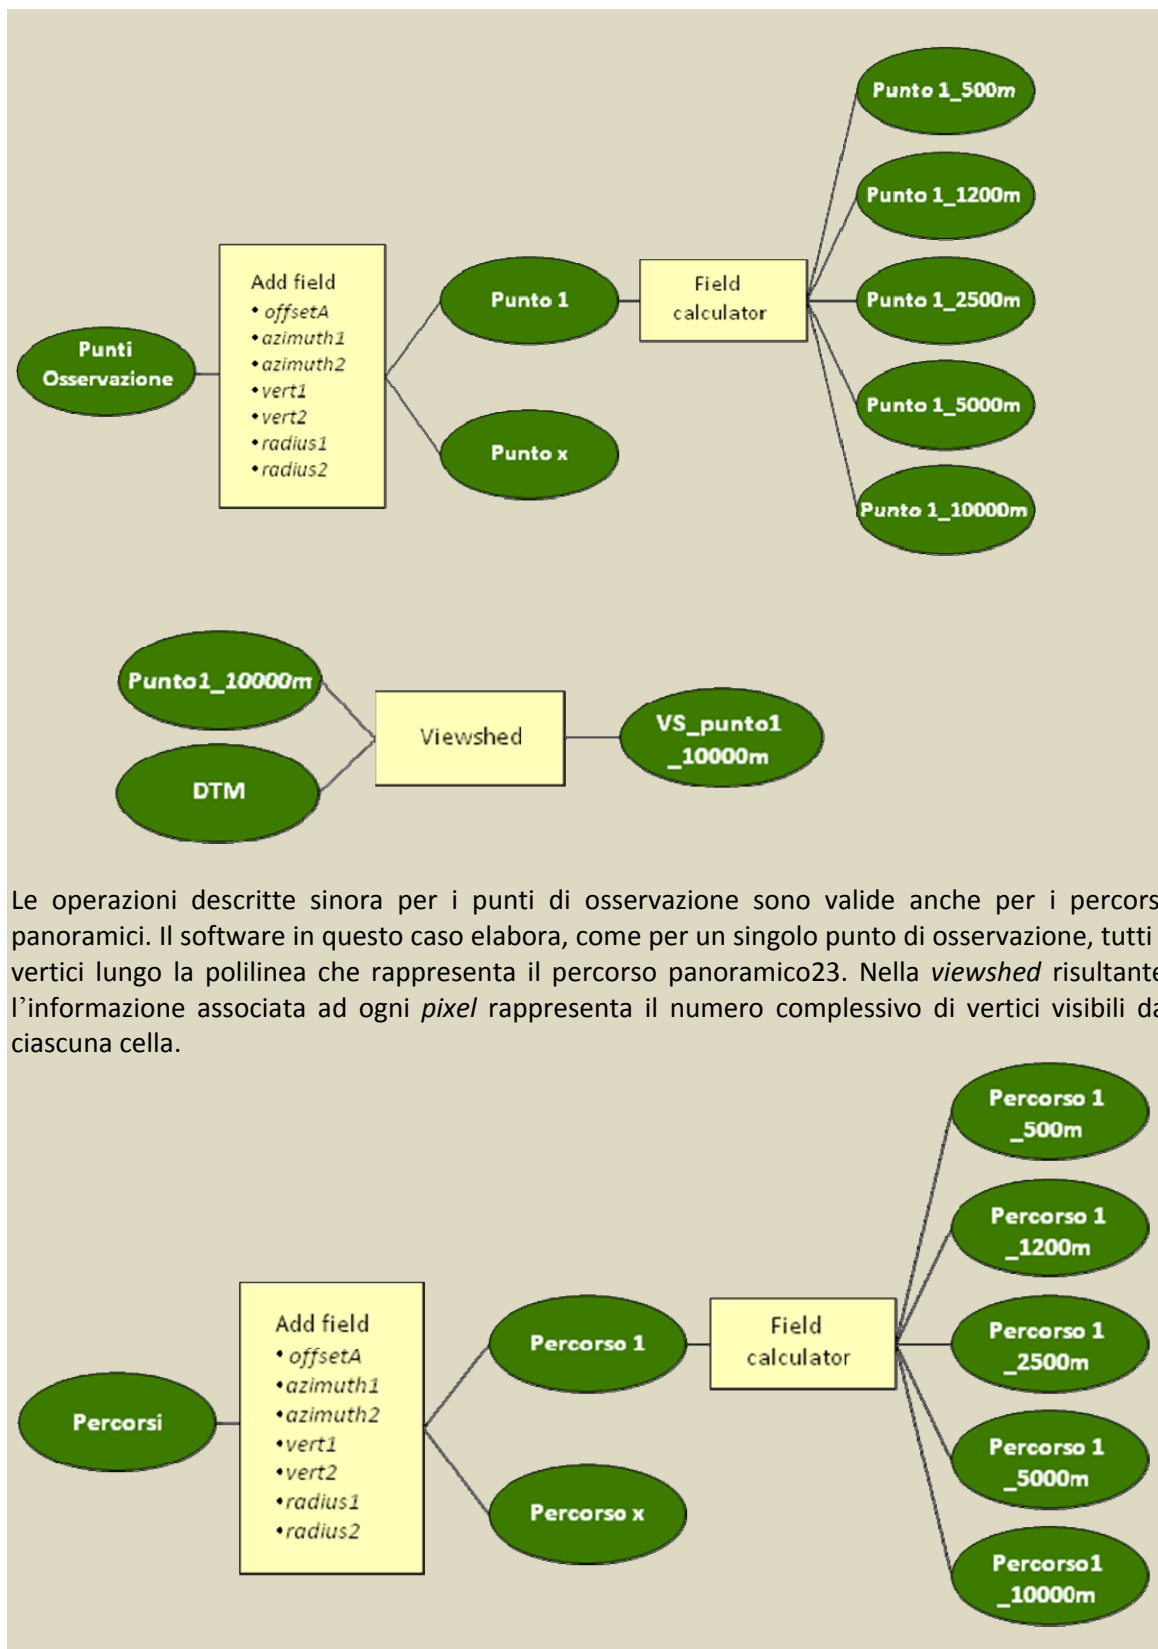 Punto 1_500m
Punto 1_1200m
Punto 1_2500m
Punto 1_5000m
Punto 1_10000m
Punti
Osservazione
Add field
• offsetA
• azimuth1
• azimuth2
• vert1
• vert2
• radius1
• radius2
Punto 1
Punto x
Field
calculator
Punto1_10000m
DTM
Viewshed
VS_punto1
_10000m
Le operazioni descritte sinora per i punti di osservazione sono valide anche per i percors
panoramici. Il software in questo caso elabora, come per un singolo punto di osservazione, tutti
vertici lungo la polilinea che rappresenta il percorso panoramico23. Nella viewshed risultante
l’informazione associata ad ogni pixel rappresenta il numero complessivo di vertici visibili da
ciascuna cella.
Percorso 1
_500m
Percorso 1
_1200m
Percorso 1
_2500m
Percorso 1
_5000m
Percorso1
_10000m
Percorsi
Add field
• offsetA
• azimuth1
• azimuth2
• vert1
• vert2
• radius1
• radius2
Percorso 1
Percorso x
Field
calculator